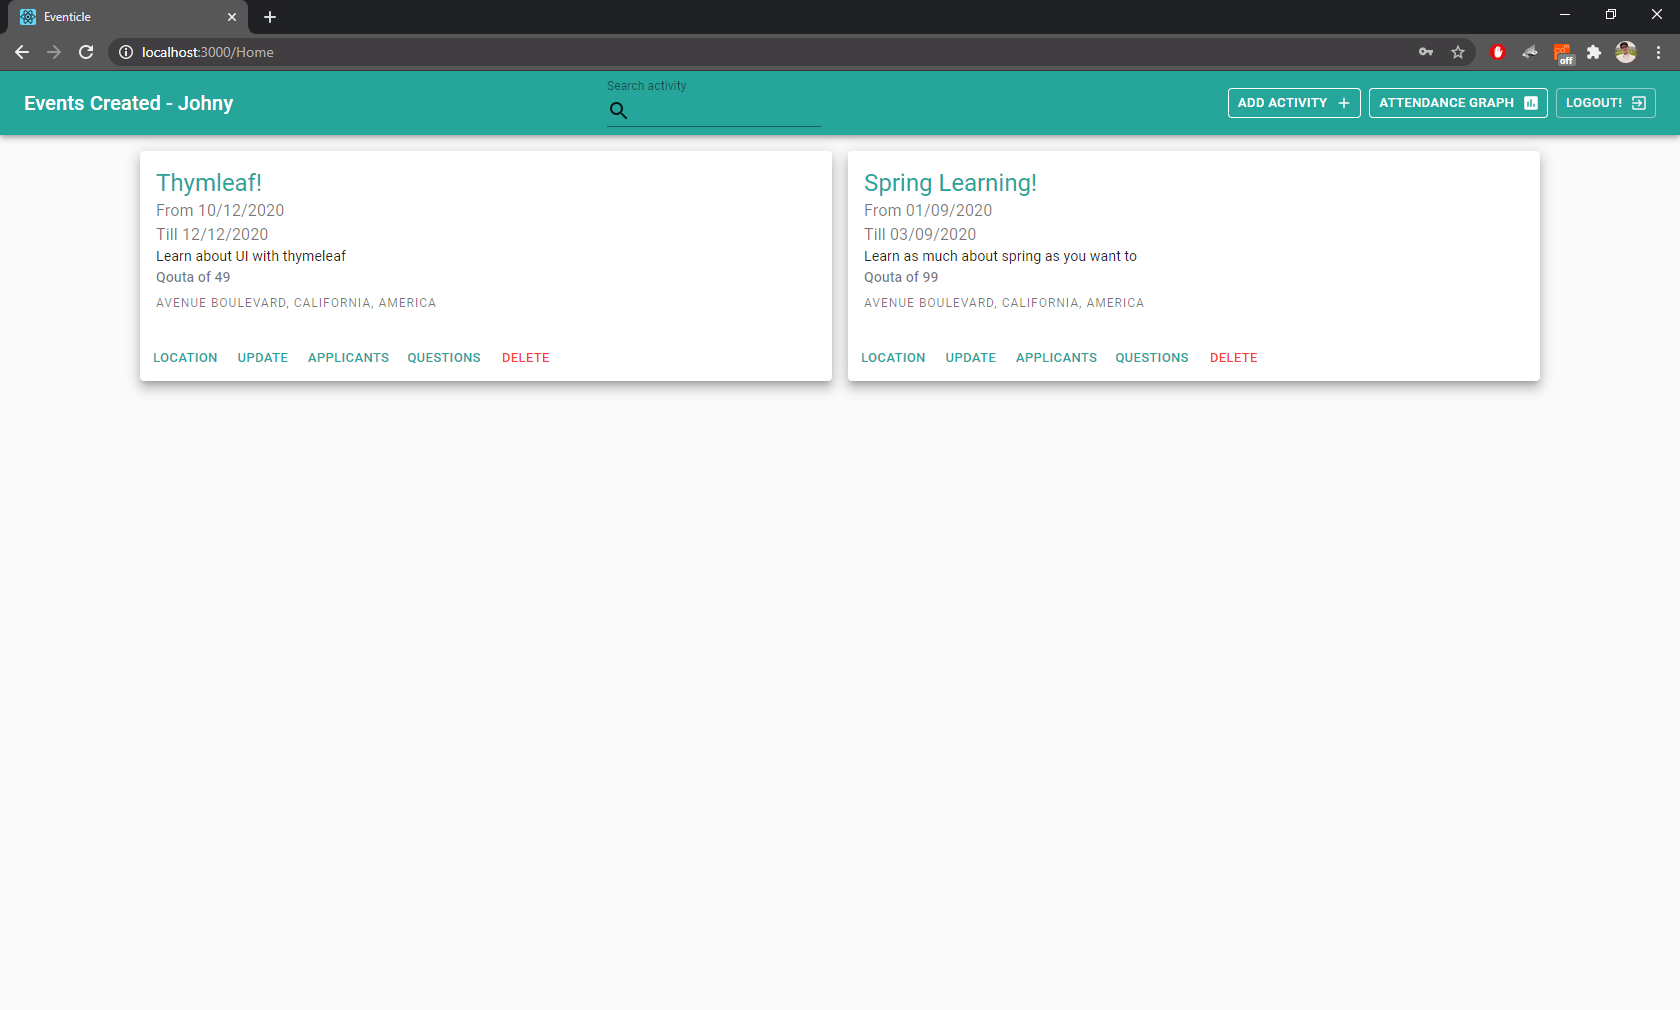 Eventicle
localhost:3000/Home
off
Events Created - Johny
Search activity
ADD ACTIVITY
ATTENDANCE GRAPH
LOGOUT!
Thymleaf!
From 10/12/2020
Till 12/12/2020
Learn about UI with thymeleaf
Qouta of 49
AVENUE BOULEVARD, CALIFORNIA, AMERICA
LOCATION UPDATE APPLICANTS QUESTIONS DELETE
Spring Learning!
From 01/09/2020
Till 03/09/2020
Learn as much about spring as you want to
Qouta of 99
AVENUE BOULEVARD, CALIFORNIA, AMERICA
LOCATION UPDATE APPLICANTS QUESTIONS DELETE